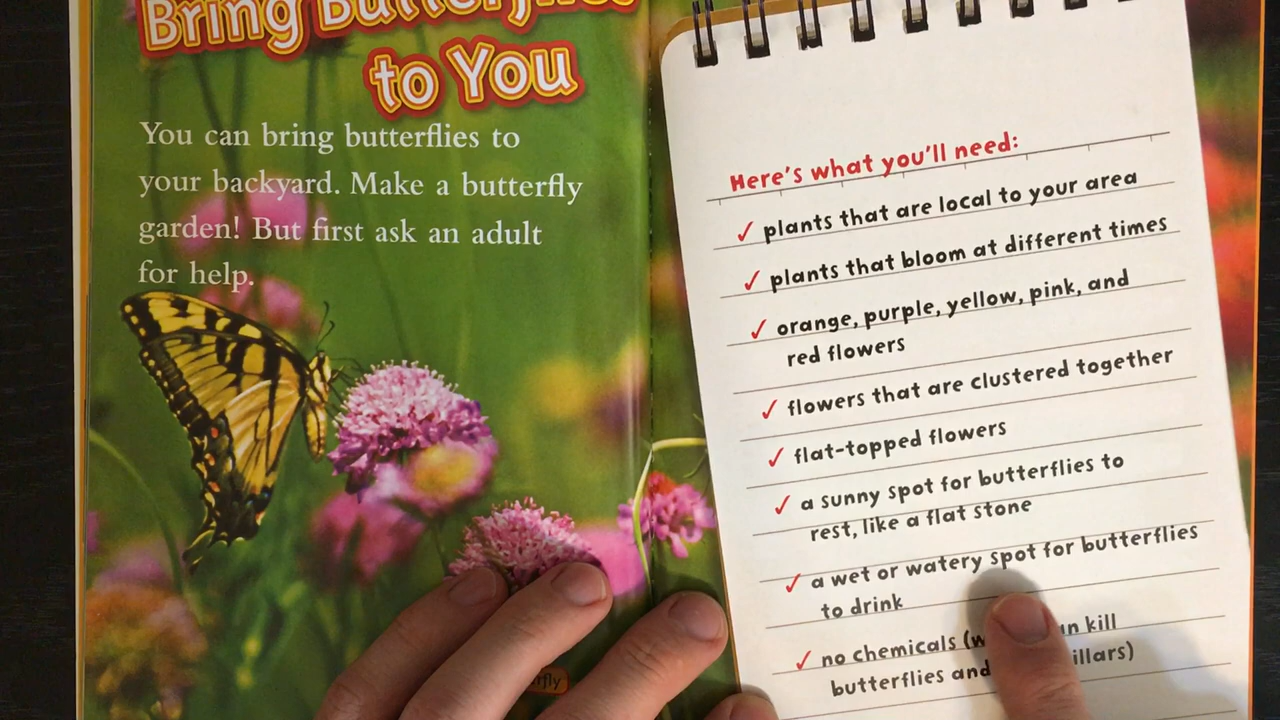 Bring Butterflies
to You
You can bring butterflies to
your backyard. Make a butterfly
garden! But first ask an adult
for help.
Here's what you'll need:
✓ plants that are local to your area
✓ plants that bloom at different times
✓ orange, purple, yellow, pink, and
red flowers
✓ flowers that are clustered together
✓ flat-topped flowers
✓ a sunny spot for butterflies to
rest, like a flat stone
✓ a wet or watery spot for butterflies
to drink
✓ no chemicals kill
butterflies and